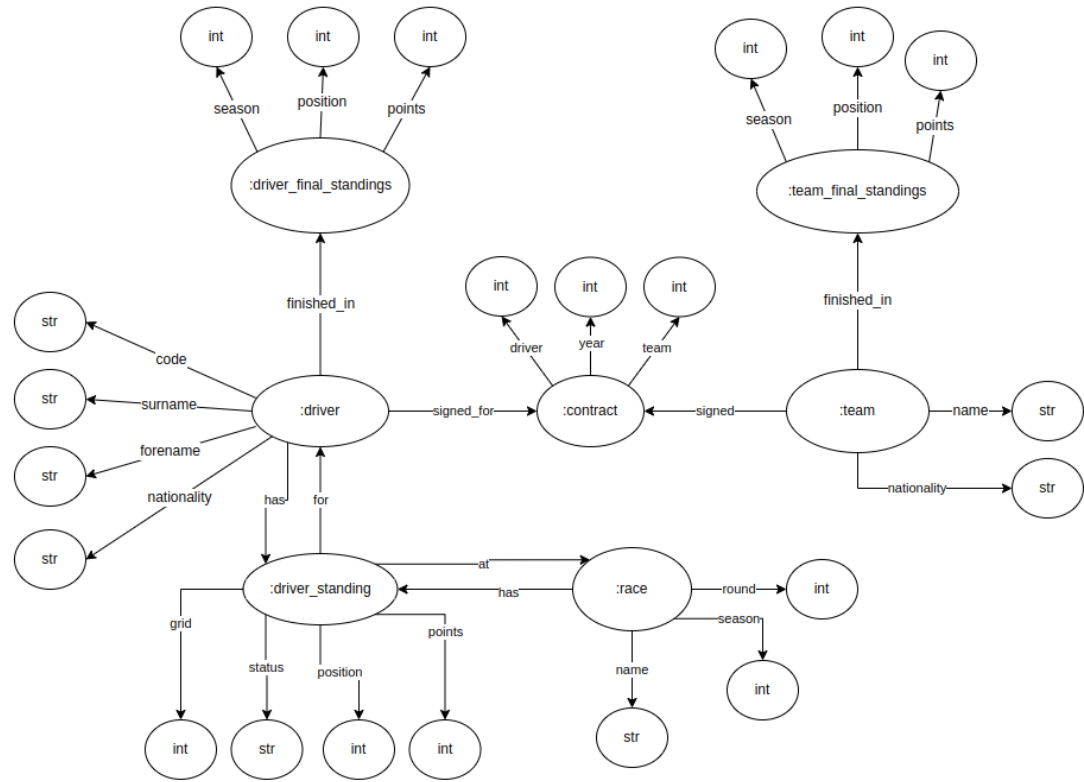 int
int
int
int
int
int
season
position
points
season
position
points
:driver_final_standings
:team_final_standings
finished_in
finished_in
int
int
int
driver
year
team
str
code
str
surname
str
forename
str
nationality
:driver
signed_for
:contract
signed
:team
name
str
nationality
str
has
for
:driver_standing
at
has
:race
round
int
season
int
name
str
grid
status
position
points
int
str
int
int